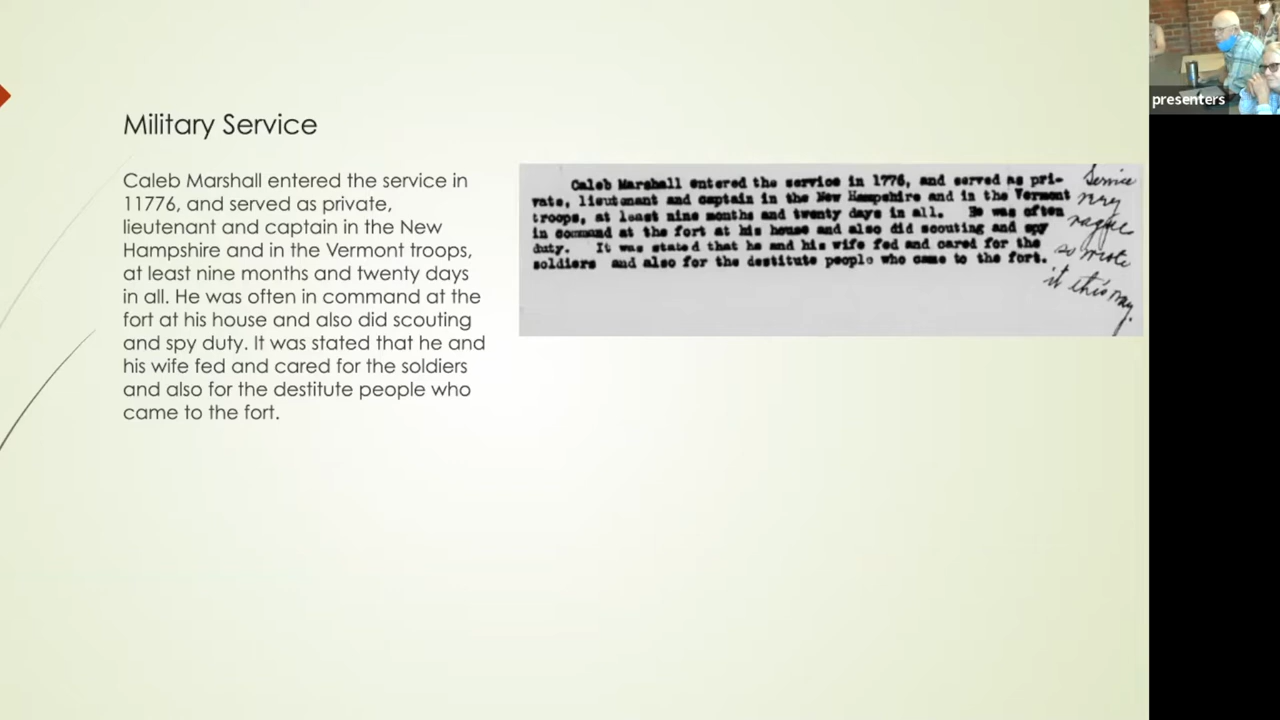 Military Service
Caleb Marshall entered the service in
11776, and served as private,
lieutenant and captain in the New
Hampshire and in the Vermont troops,
at least nine months and twenty days
in all. He was often in command at the
fort at his house and also did scouting
and spy duty. It was stated that he and
his wife fed and cared for the soldiers
and also for the destitute people who
came to the fort.
Caleb Marshall entered the service in 1776, and served as pri-
vate, lieutenant and captain in the New Hampshire and in the Vermont
troops, at least nine months and twenty days in all. He was often
in command at the fort at his house and also did scouting and spy
duty. It was stated that he and his wife fed and cared for the
soldiers and also for the destitute people who came to the fort.
Service
very
vague
so wrote
it this way.
presenters